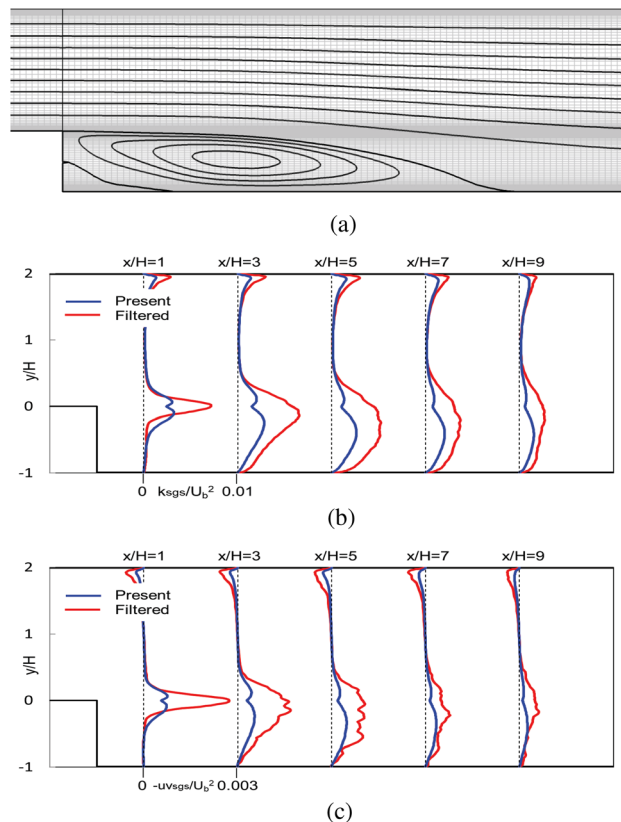 (a)
x/H=1 x/H=3 x/H=5 x/H=7 x/H=9
2
Present
Filtered
1
y/H
0
-1
0 ksgs/Ub² 0.01
(b)
x/H=1 x/H=3 x/H=5 x/H=7 x/H=9
2
Present
Filtered
1
y/H
0
-1
0 -uvsgs/Ub² 0.003
(c)